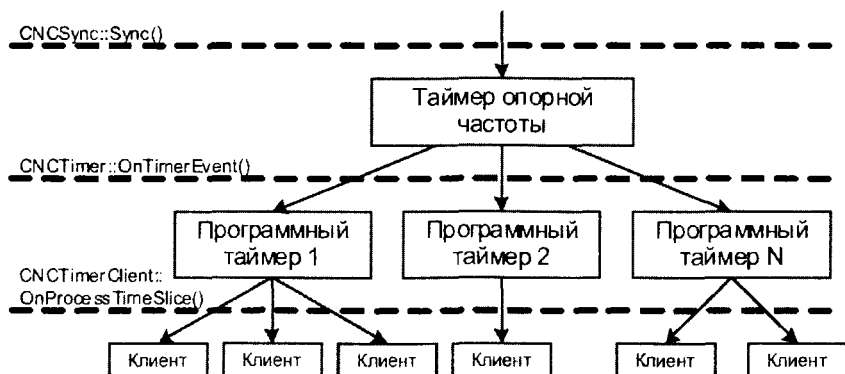 CNCSync::Sync()
Таймер опорной
частоты
CNCTimer::OnTimerEvent()
Программный
таймер 1
Программный
таймер 2
Программный
таймер N
CNCTimerClient::
OnProcessTimeSlice()
Клиент
Клиент
Клиент
Клиент
Клиент
Клиент